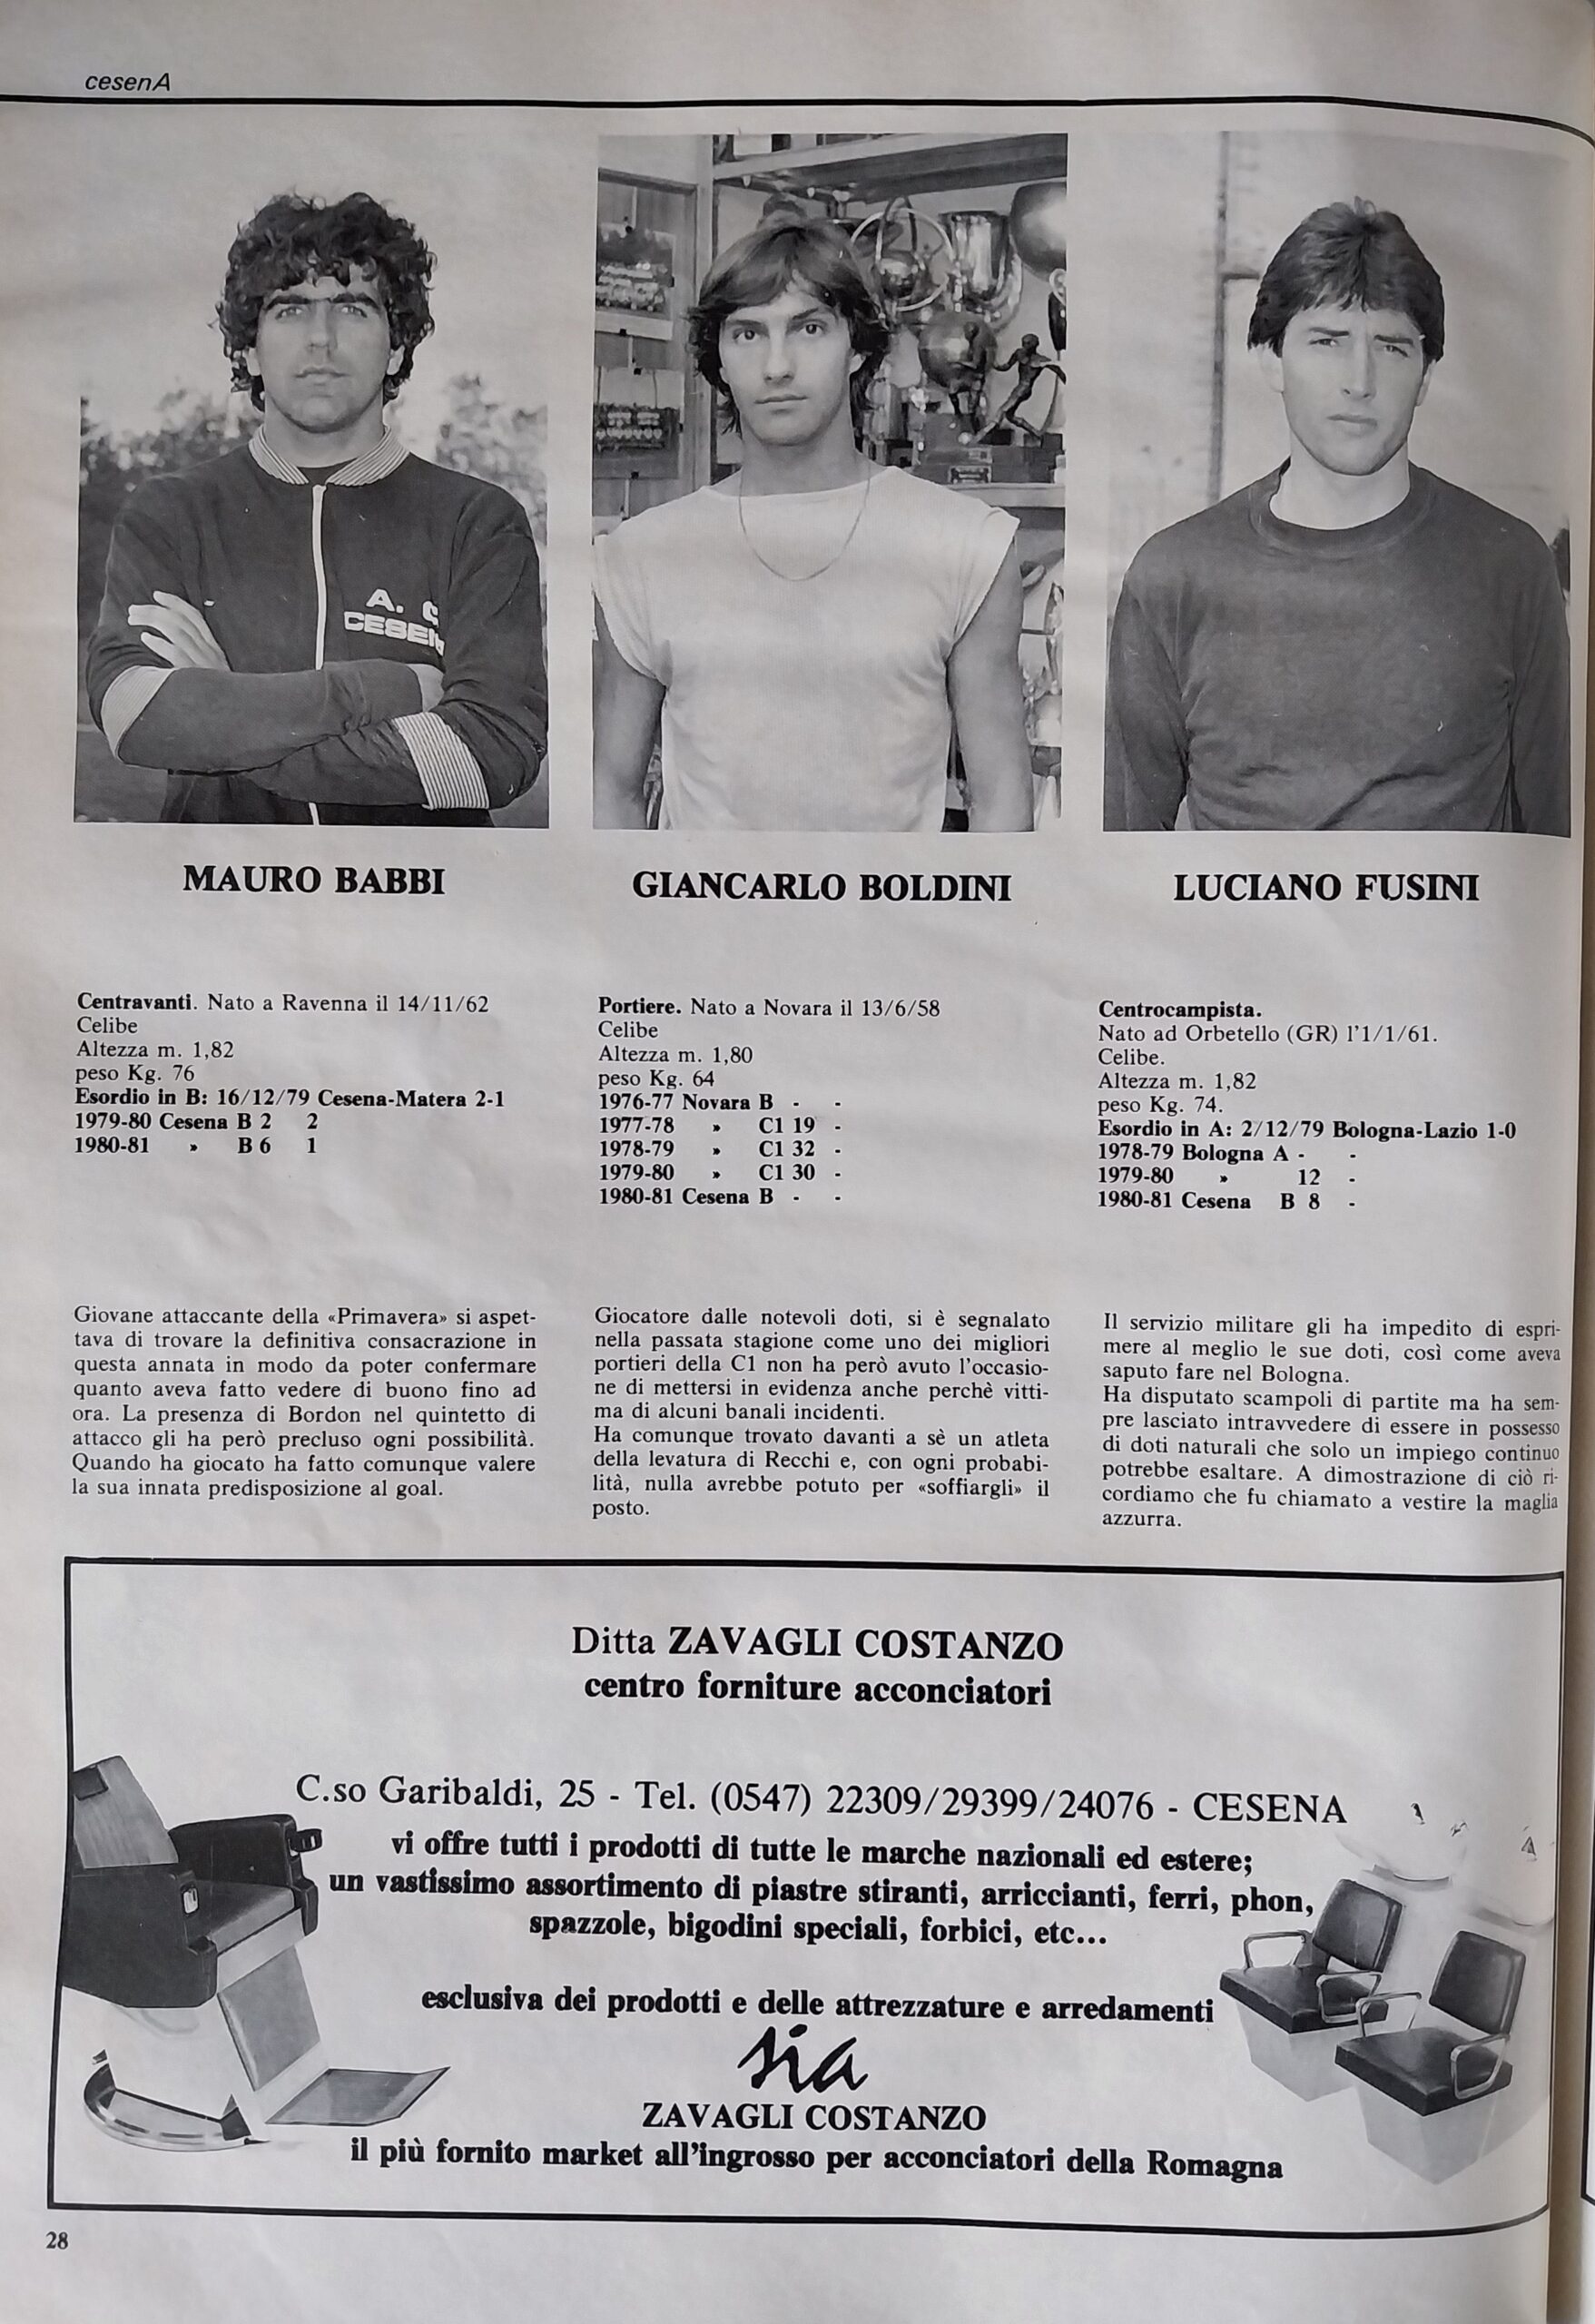 cesenA
A. C
CESEN
MAURO BABBI
Centravanti. Nato a Ravenna il 14/11/62
Celibe
Altezza m. 1,82
peso Kg. 76
Esordio in B: 16/12/79 Cesena-Matera 2-1
1979-80 Cesena B 2 2
1980-81 » B 6 1
Giovane attaccante della «Primavera» si aspet-
tava di trovare la definitiva consacrazione in
questa annata in modo da poter confermare
quanto aveva fatto vedere di buono fino ad
ora. La presenza di Bordon nel quintetto di
attacco gli ha però precluso ogni possibilità.
Quando ha giocato ha fatto comunque valere
la sua innata predisposizione al goal.
GIANCARLO BOLDINI
Portiere. Nato a Novara il 13/6/58
Celibe
Altezza m. 1,80
peso Kg. 64
1976-77 Novara B - -
1977-78 » C1 19 -
1978-79 » C1 32 -
1979-80 » C1 30 -
1980-81 Cesena B - -
Giocatore dalle notevoli doti, si è segnalato
nella passata stagione come uno dei migliori
portieri della C1 non ha però avuto l'occasio-
ne di mettersi in evidenza anche perchè vitti-
ma di alcuni banali incidenti.
Ha comunque trovato davanti a sè un atleta
della levatura di Recchi e, con ogni probabi-
lità, nulla avrebbe potuto per «soffiargli» il
posto.
LUCIANO FUSINI
Centrocampista.
Nato ad Orbetello (GR) l'1/1/61.
Celibe.
Altezza m. 1,82
peso Kg. 74.
Esordio in A: 2/12/79 Bologna-Lazio 1-0
1978-79 Bologna A - -
1979-80 » 12 -
1980-81 Cesena B 8 -
Il servizio militare gli ha impedito di espri-
mere al meglio le sue doti, così come aveva
saputo fare nel Bologna.
Ha disputato scampoli di partite ma ha sem-
pre lasciato intravvedere di essere in possesso
di doti naturali che solo un impiego continuo
potrebbe esaltare. A dimostrazione di ciò ri-
cordiamo che fu chiamato a vestire la maglia
azzurra.
Ditta ZAVAGLI COSTANZO
centro forniture acconciatori
C.so Garibaldi, 25 - Tel. (0547) 22309/29399/24076 - CESENA
vi offre tutti i prodotti di tutte le marche nazionali ed estere;
un vastissimo assortimento di piastre stiranti, arriccianti, ferri, phon,
spazzole, bigodini speciali, forbici, etc...
esclusiva dei prodotti e delle attrezzature e arredamenti
sia
ZAVAGLI COSTANZO
il più fornito market all'ingrosso per acconciatori della Romagna
28